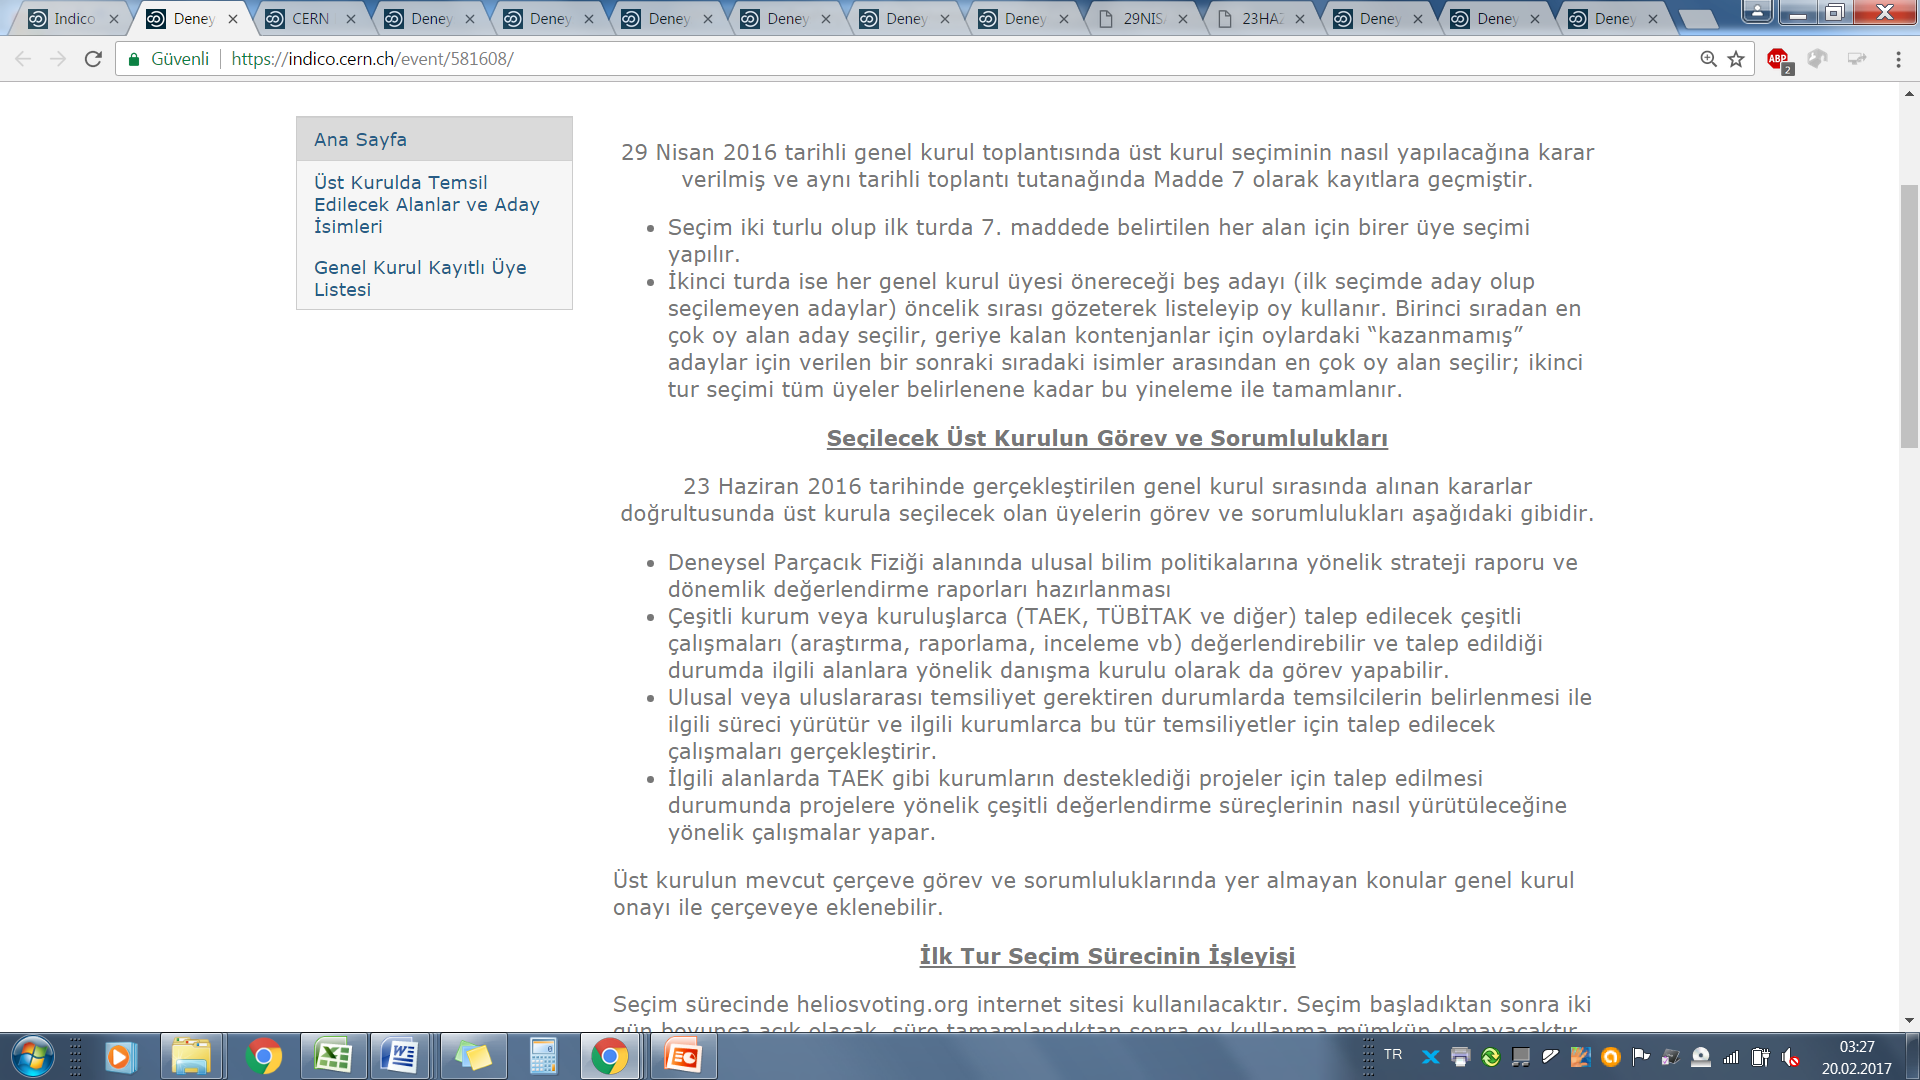 Indico
Deney
CERN
Deney
Deney
Deney
Deney
Deney
Deney
29NIS
23HAZ
Deney
Deney
Deney
Güvenli
https://indico.cern.ch/event/581608/
ABP
2
Ana Sayfa
Üst Kurulda Temsil
Edilecek Alanlar ve Aday
İsimleri
Genel Kurul Kayıtlı Üye
Listesi
29 Nisan 2016 tarihli genel kurul toplantısında üst kurul seçiminin nasıl yapılacağına karar
verilmiş ve aynı tarihli toplantı tutanağında Madde 7 olarak kayıtlara geçmiştir.
• Seçim iki turlu olup ilk turda 7. maddede belirtilen her alan için birer üye seçimi
yapılır.
• İkinci turda ise her genel kurul üyesi önereceği beş adayı (ilk seçimde aday olup
seçilemeyen adaylar) öncelik sırası gözeterek listeleyip oy kullanır. Birinci sıradan en
çok oy alan aday seçilir, geriye kalan kontenjanlar için oylardaki “kazanmamış”
adaylar için verilen bir sonraki sıradaki isimler arasından en çok oy alan seçilir; ikinci
tur seçimi tüm üyeler belirlenene kadar bu yineleme ile tamamlanır.
Seçilecek Üst Kurulun Görev ve Sorumlulukları
23 Haziran 2016 tarihinde gerçekleştirilen genel kurul sırasında alınan kararlar
doğrultusunda üst kurula seçilecek olan üyelerin görev ve sorumlulukları aşağıdaki gibidir.
• Deneysel Parçacık Fiziği alanında ulusal bilim politikalarına yönelik strateji raporu ve
dönemlik değerlendirme raporları hazırlanması
• Çeşitli kurum veya kuruluşlarca (TAEK, TÜBİTAK ve diğer) talep edilecek çeşitli
çalışmaları (araştırma, raporlama, inceleme vb) değerlendirebilir ve talep edildiği
durumda ilgili alanlara yönelik danışma kurulu olarak da görev yapabilir.
• Ulusal veya uluslararası temsiliyet gerektiren durumlarda temsilcilerin belirlenmesi ile
ilgili süreci yürütür ve ilgili kurumlarca bu tür temsiliyetler için talep edilecek
çalışmaları gerçekleştirir.
• İlgili alanlarda TAEK gibi kurumların desteklediği projeler için talep edilmesi
durumunda projelere yönelik çeşitli değerlendirme süreçlerinin nasıl yürütüleceğine
yönelik çalışmalar yapar.
Üst kurulun mevcut çerçeve görev ve sorumluluklarında yer almayan konular genel kurul
onayı ile çerçeveye eklenebilir.
İlk Tur Seçim Sürecinin İşleyişi
Seçim sürecinde heliosvoting.org internet sitesi kullanılacaktır. Seçim başladıktan sonra iki
gün boyunca açık olacak, süre tamamlandıktan sonra oy kullanma mümkün olmayacaktır
TR
03:27
20.02.2017